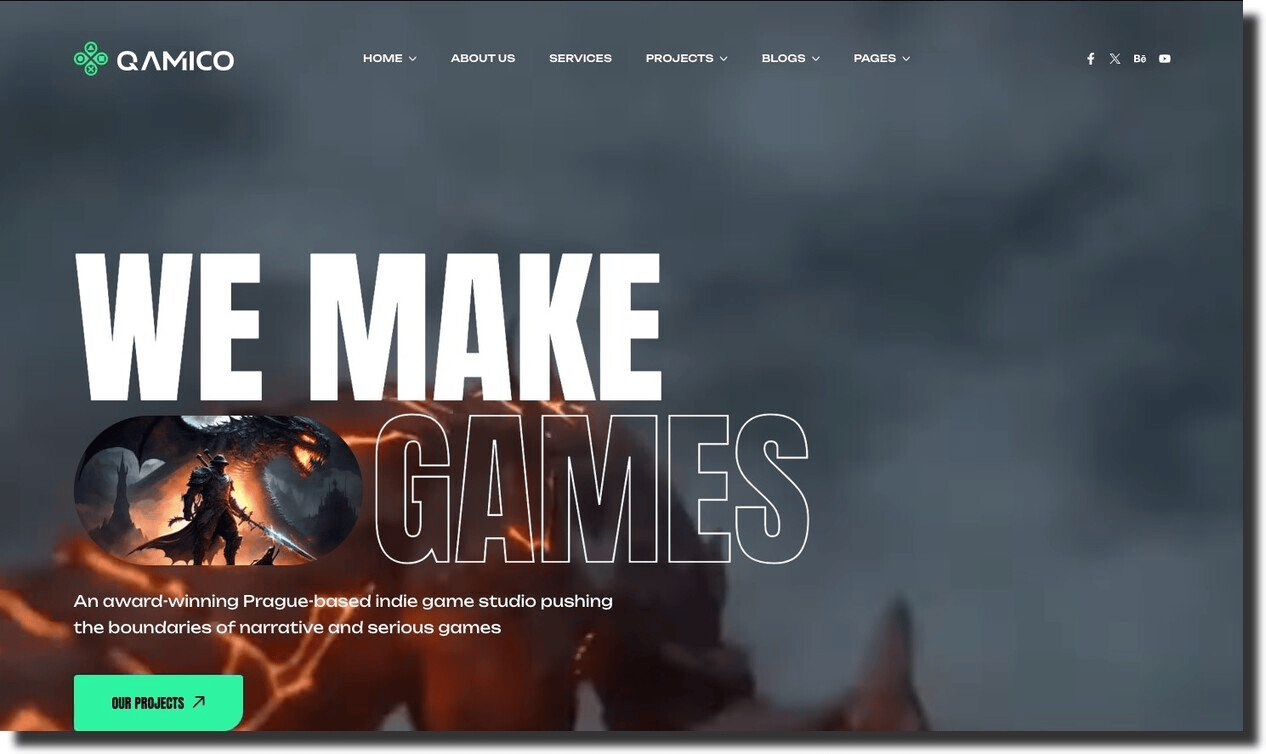 QAMICO
HOME ABOUT US SERVICES PROJECTS BLOGS PAGES
Bē
WE MAKE
GAMES
An award-winning Prague-based indie game studio pushing
the boundaries of narrative and serious games
OUR PROJECTS